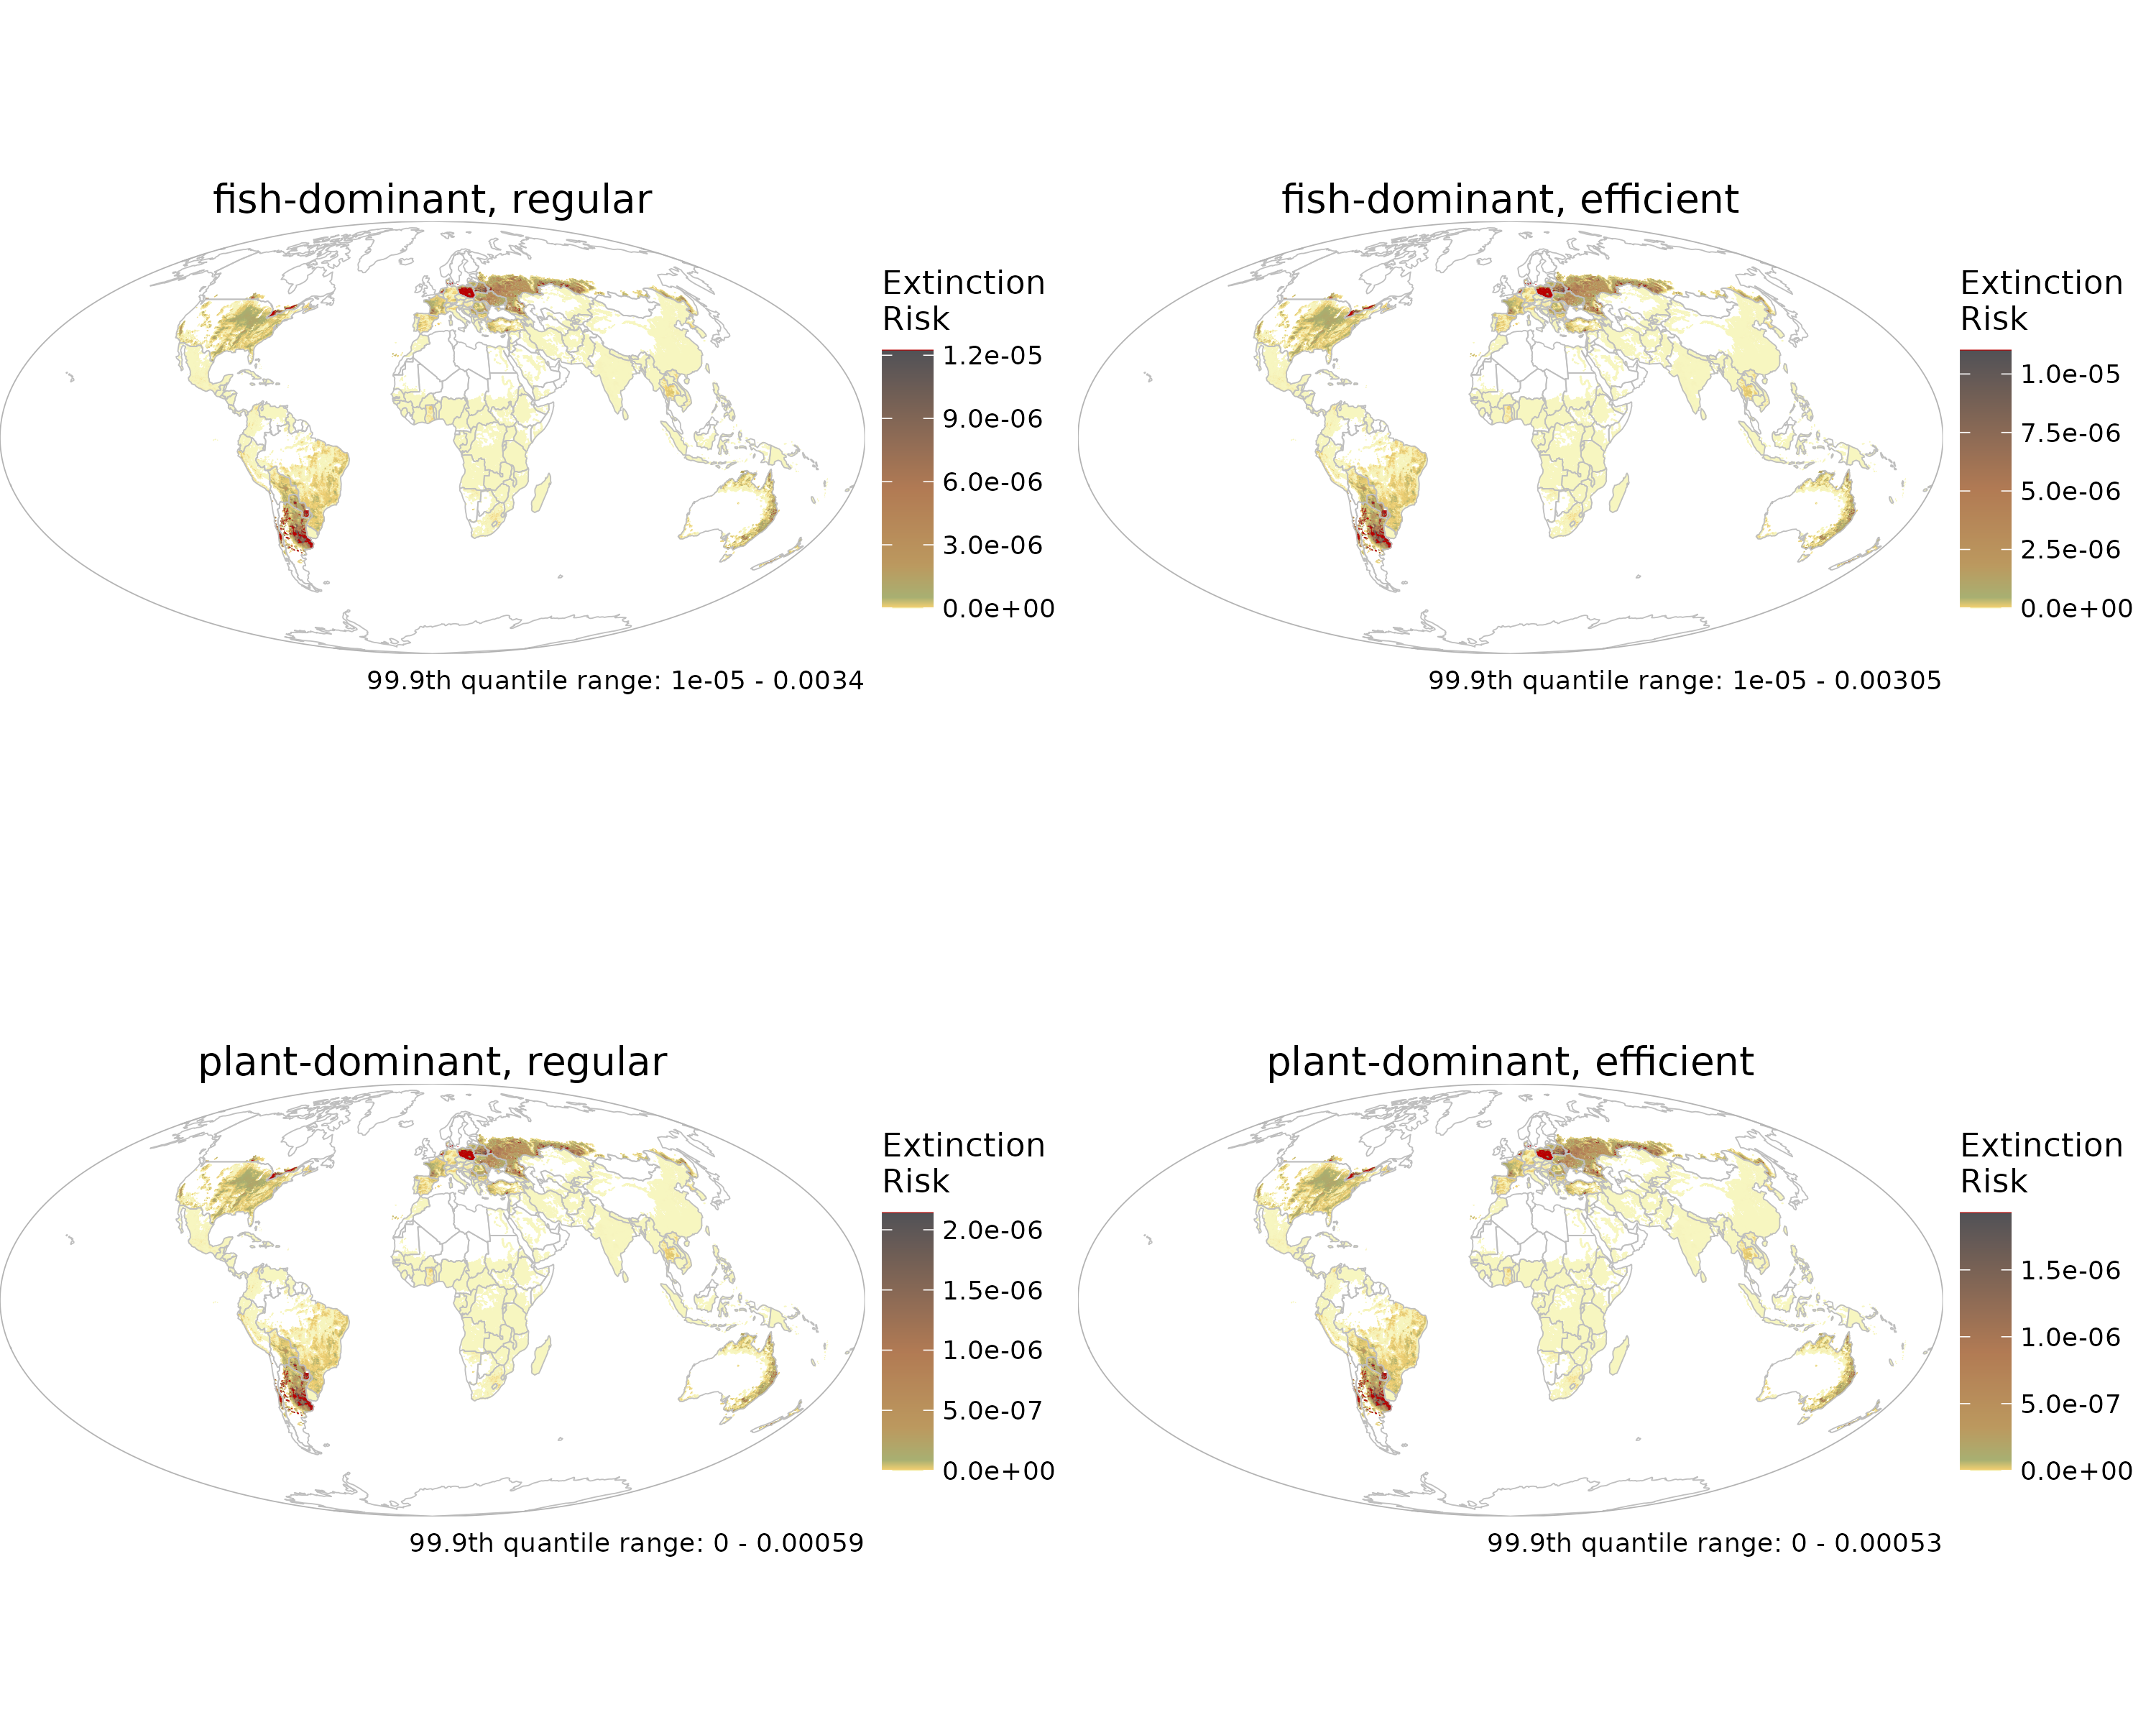 fish-dominant, regular
Extinction
Risk
1.2e-05
9.0e-06
6.0e-06
3.0e-06
0.0e+00
99.9th quantile range: 1e-05 - 0.0034
fish-dominant, efficient
Extinction
Risk
1.0e-05
7.5e-06
5.0e-06
2.5e-06
0.0e+00
99.9th quantile range: 1e-05 - 0.00305
plant-dominant, regular
Extinction
Risk
2.0e-06
1.5e-06
1.0e-06
5.0e-07
0.0e+00
99.9th quantile range: 0 - 0.00059
plant-dominant, efficient
Extinction
Risk
1.5e-06
1.0e-06
5.0e-07
0.0e+00
99.9th quantile range: 0 - 0.00053